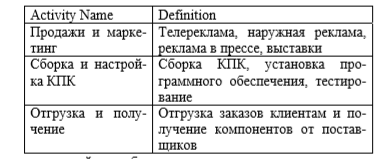 Activity Name	Definition
Продажи и марке-	Телереклама, наружная реклама,
тинг	реклама в прессе, выставки
Сборка и настрой-	Сборка КПК, установка про-
ка КПК	граммного обеспечения, тестиро-
вание
Отгрузка и полу-	Отгрузка заказов клиентам и по-
чение	лучение компонентов от постав-
щиков